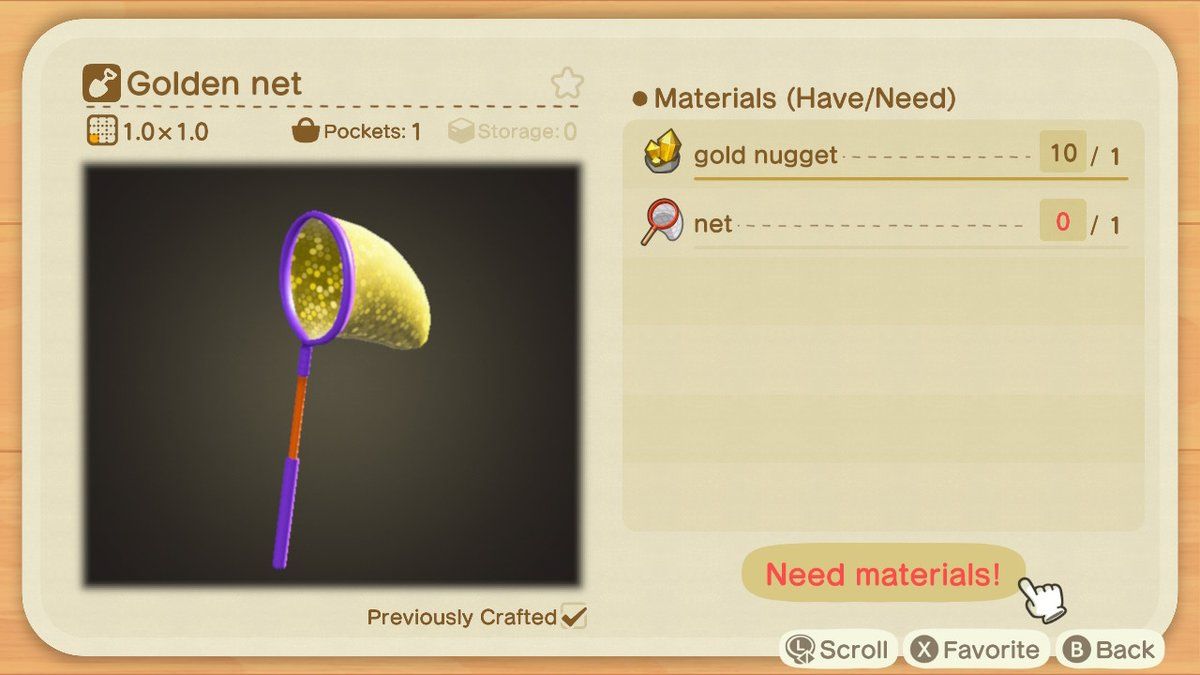 Golden net
1.0×1.0 Pockets: 1 Storage: 0
Previously Crafted
Materials (Have/Need)
gold nugget 10 / 1
net 0 / 1
Need materials!
L Scroll X Favorite B Back